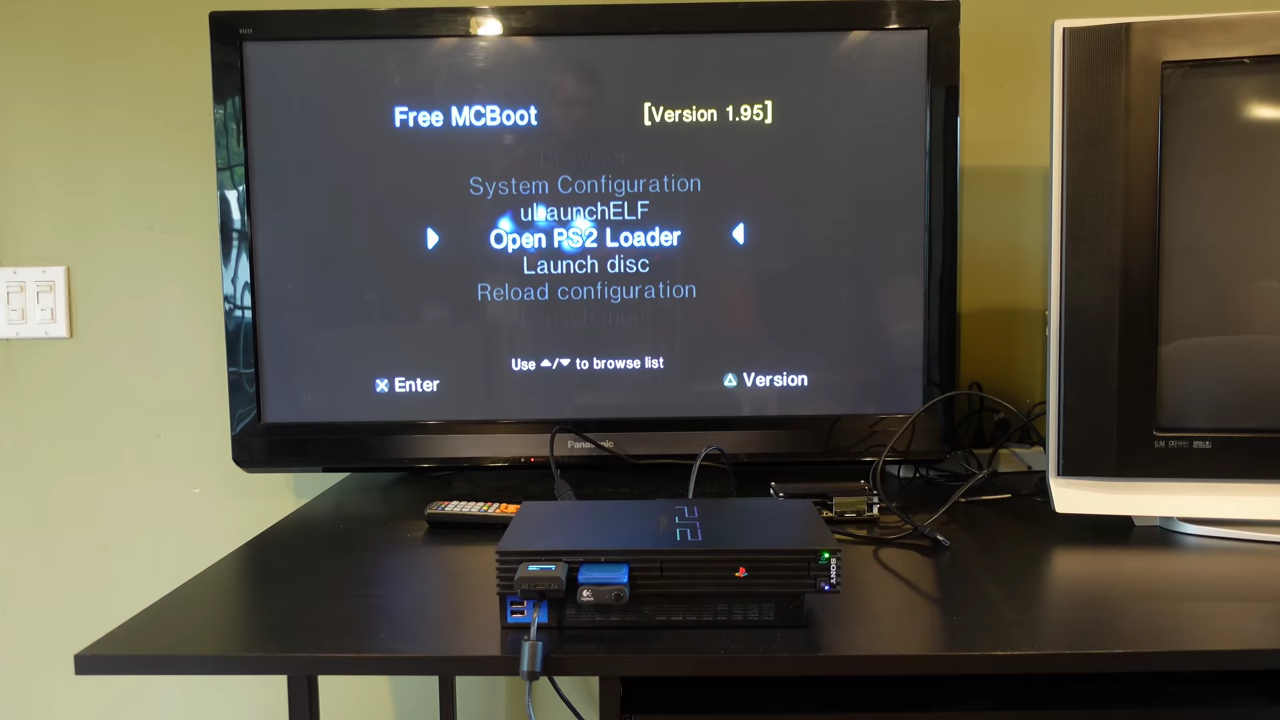 Free MCBoot
[Version 1.95]
Browser
System Configuration
uLaunchELF
Open PS2 Loader
Launch disc
Reload configuration
Use ▲/▼ to browse list
Enter
Version
Panasonic
PS2
SONY